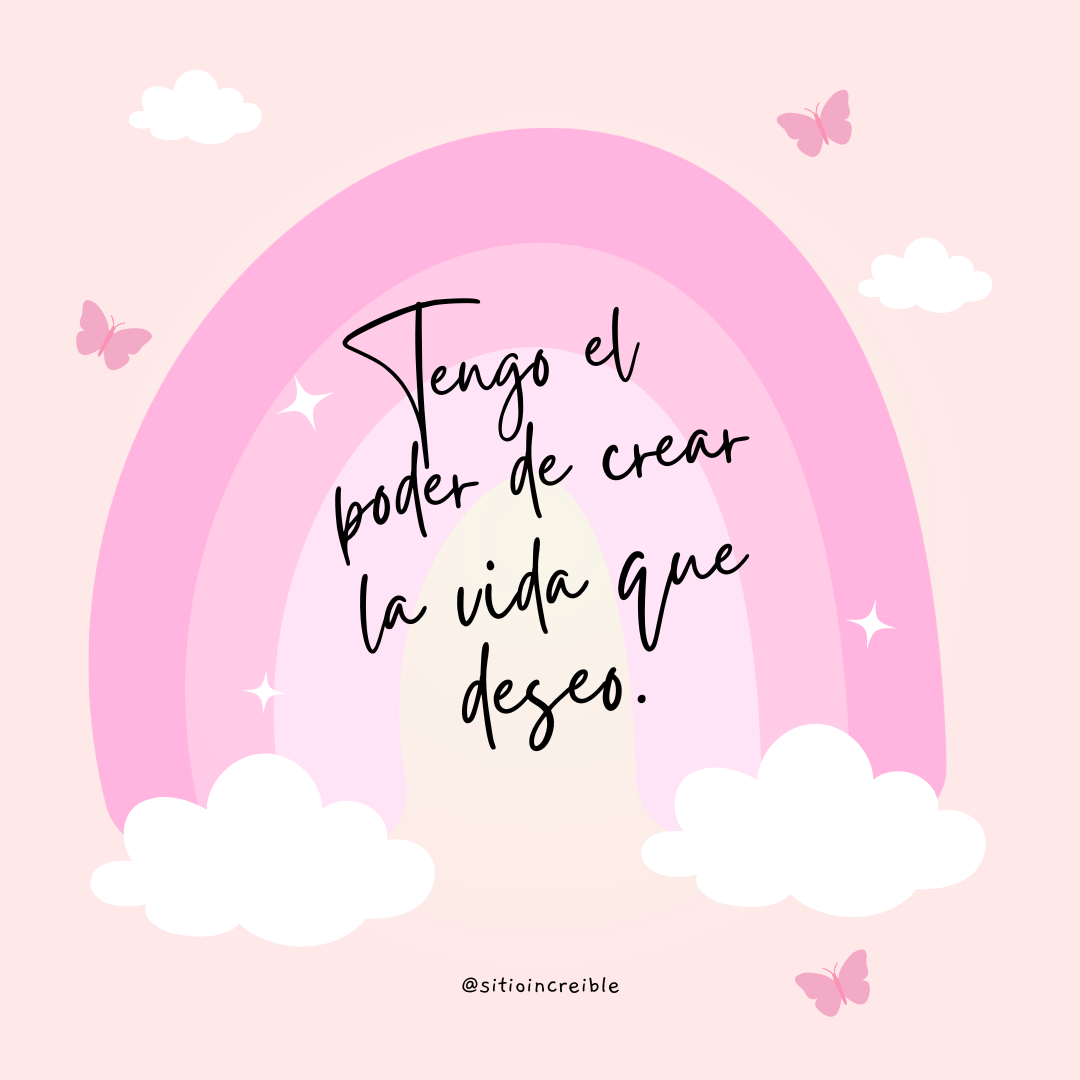 Tengo el
poder de crear
la vida que
deseo.
@sitioincreible